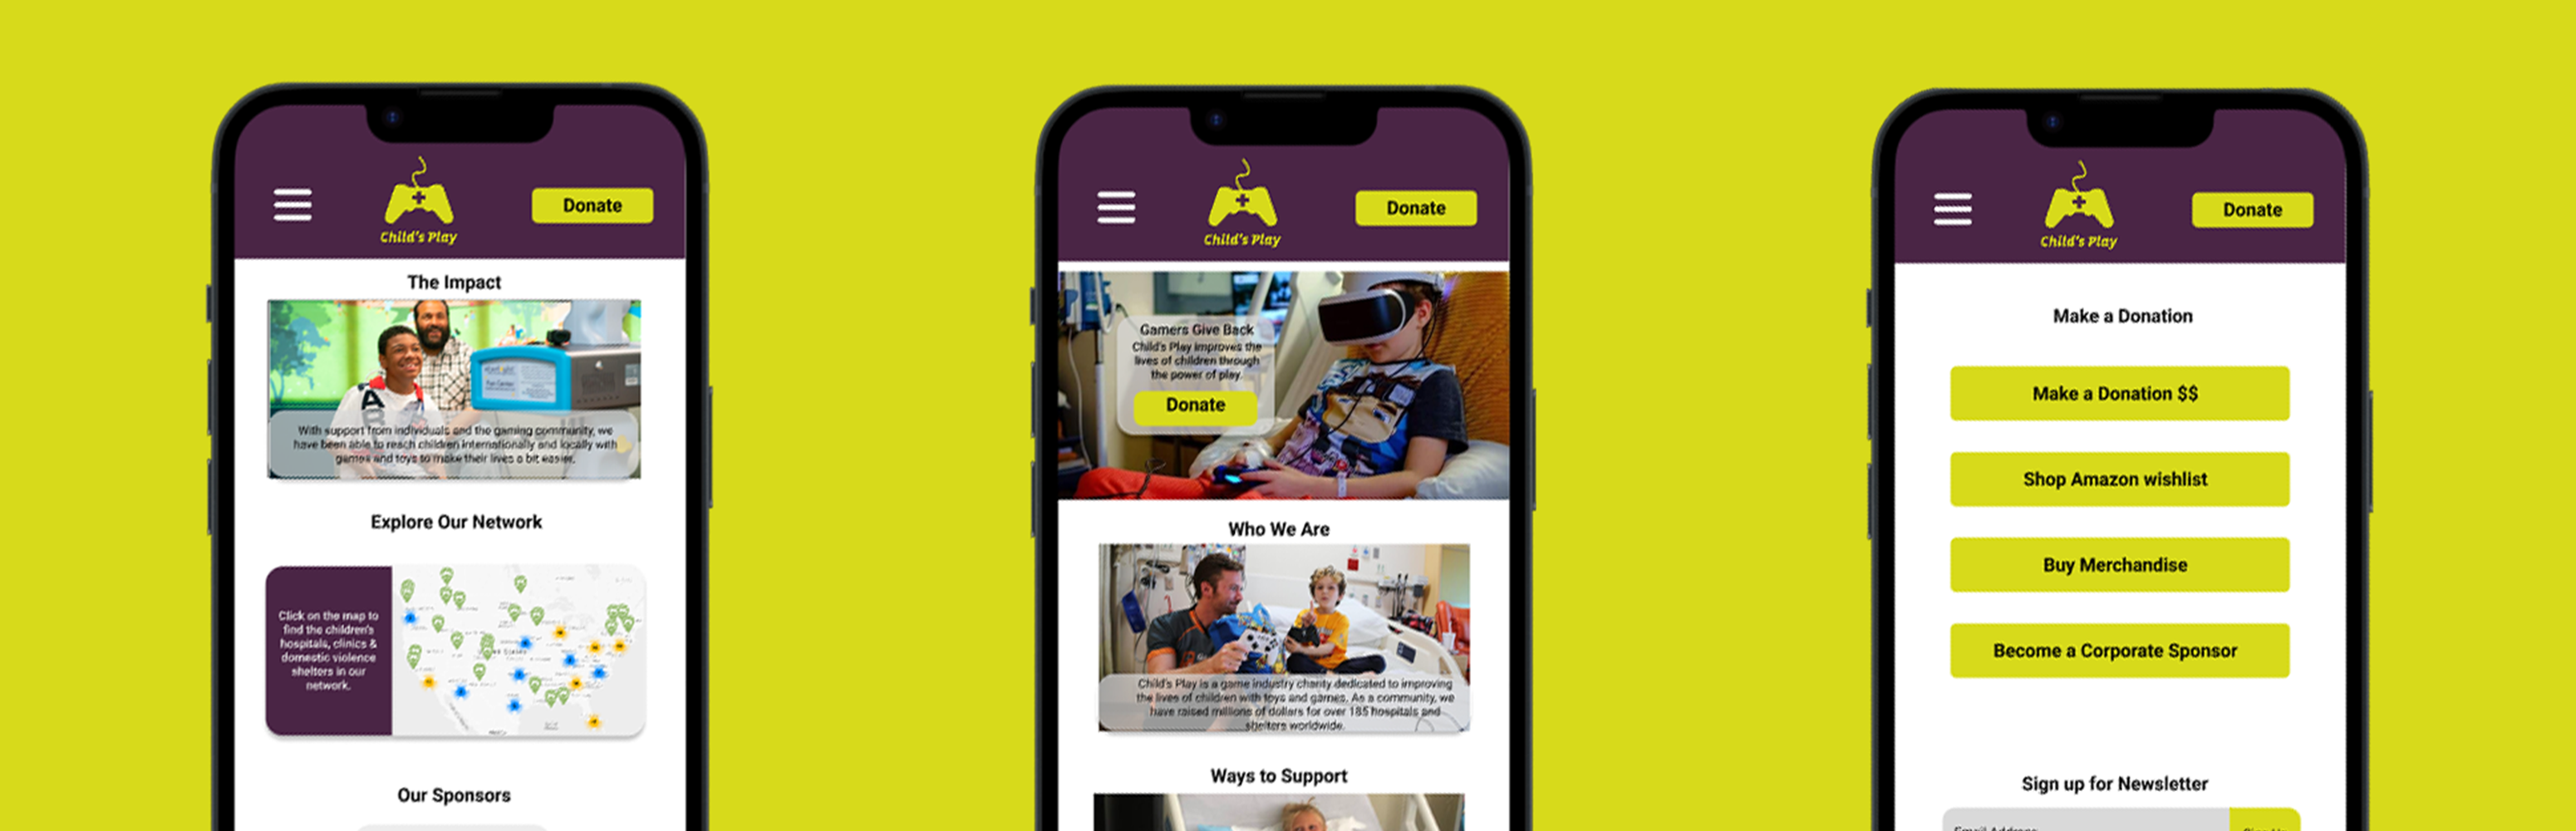 Child's Play
Donate
The Impact
With support from individuals and the gaming community, we
have been able to reach children internationally and locally with
games and toys to make their lives a bit easier.
Explore Our Network
Click on the map to
find the children's
hospitals, clinics &
domestic violence
shelters in our
network.
Our Sponsors
Child's Play
Donate
Gamers Give Back
Child's Play improves the
lives of children through
the power of play.
Donate
Who We Are
Child's Play is a game industry charity dedicated to improving
the lives of children with toys and games. As a community, we
have raised millions of dollars for over 185 hospitals and
shelters worldwide.
Ways to Support
Child's Play
Donate
Make a Donation
Make a Donation $$
Shop Amazon wishlist
Buy Merchandise
Become a Corporate Sponsor
Sign up for Newsletter
Email Address
Sign Up